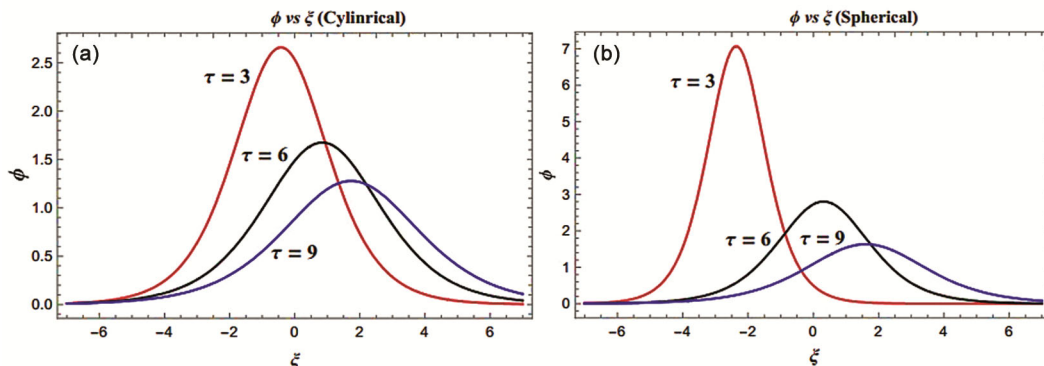 ϕ vs ξ (Cylinrical)
(a)
2.5
2.0
1.5
1.0
0.5
0.0
ϕ
τ = 3
τ = 6
τ = 9
−6 −4 −2 0 2 4 6
ξ
ϕ vs ξ (Spherical)
(b)
7
6
5
4
3
2
1
0
ϕ
τ = 3
τ = 6 τ = 9
−6 −4 −2 0 2 4 6
ξ